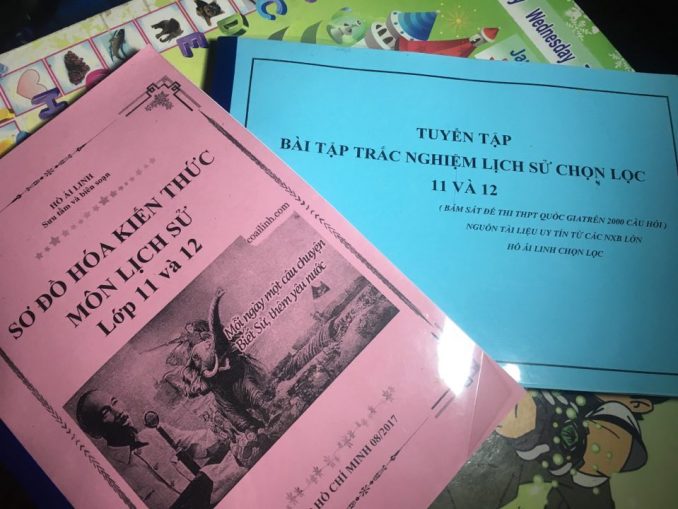 HỒ ÁI LINH
Sưu tầm và biên soạn
SƠ ĐỒ HÓA KIẾN THỨC
MÔN LỊCH SỬ
Lớp 11 và 12
coailinh.com
Mỗi ngày một câu chuyện
Biết Sử, thêm yêu nước
HỒ CHÍ MINH 08/2017
TUYỂN TẬP
BÀI TẬP TRẮC NGHIỆM LỊCH SỬ CHỌN LỌC
11 VÀ 12
( BÁM SÁT ĐỀ THI THPT QUỐC GIATRÊN 2000 CÂU HỎI )
NGUỒN TÀI LIỆU UY TÍN TỪ CÁC NXB LỚN
HỒ ÁI LINH CHỌN LỌC
Wednesday